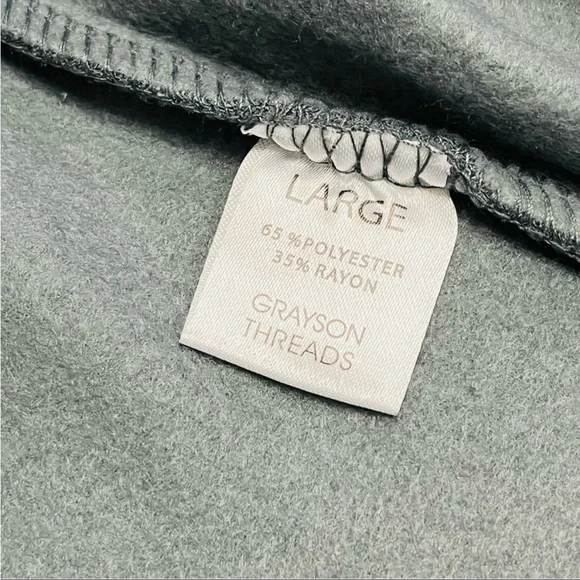 LARGE
65 %POLYESTER
35% RAYON
GRAYSON
THREADS